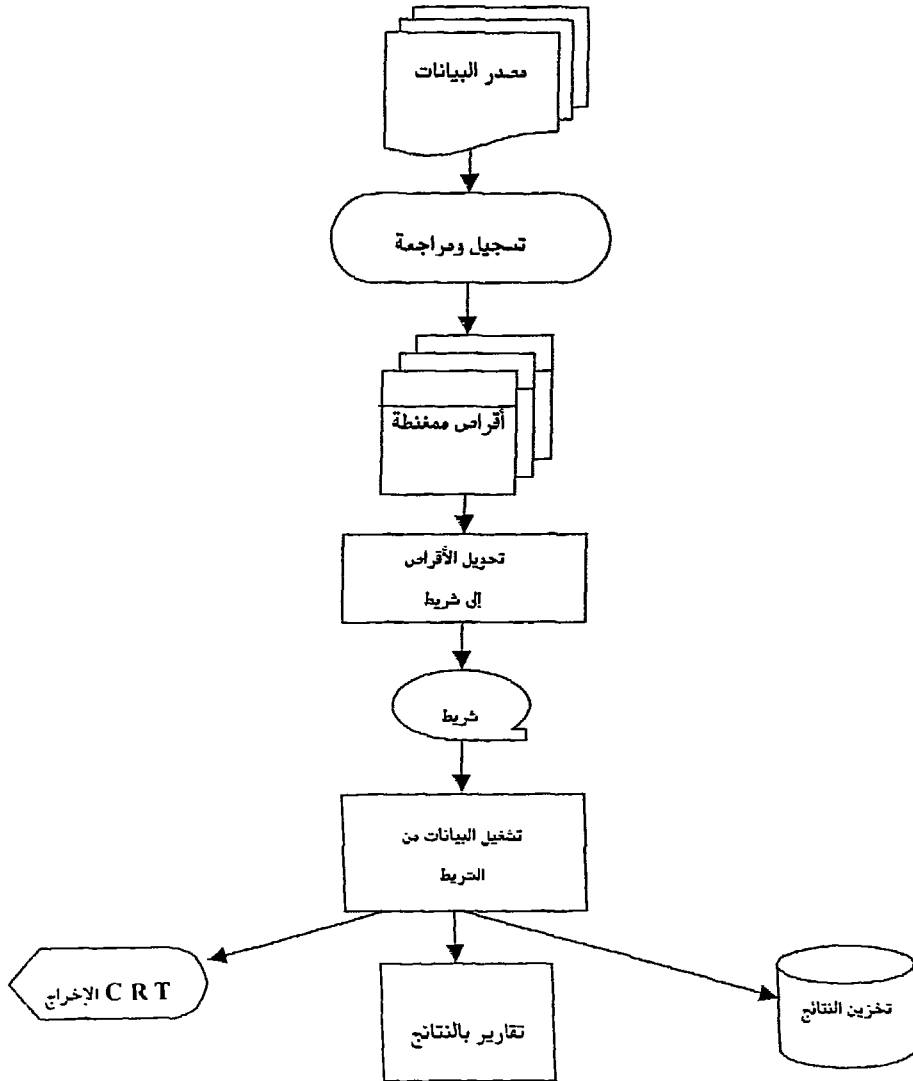 مصدر البيانات
تسجيل ومراجعة
أقراص ممغنطة
تحويل الأقراص
إلى شريط
شريط
تشغيل البيانات من
الشريط
CRT الإخراج
تقارير بالنتائج
تخزين النتائج